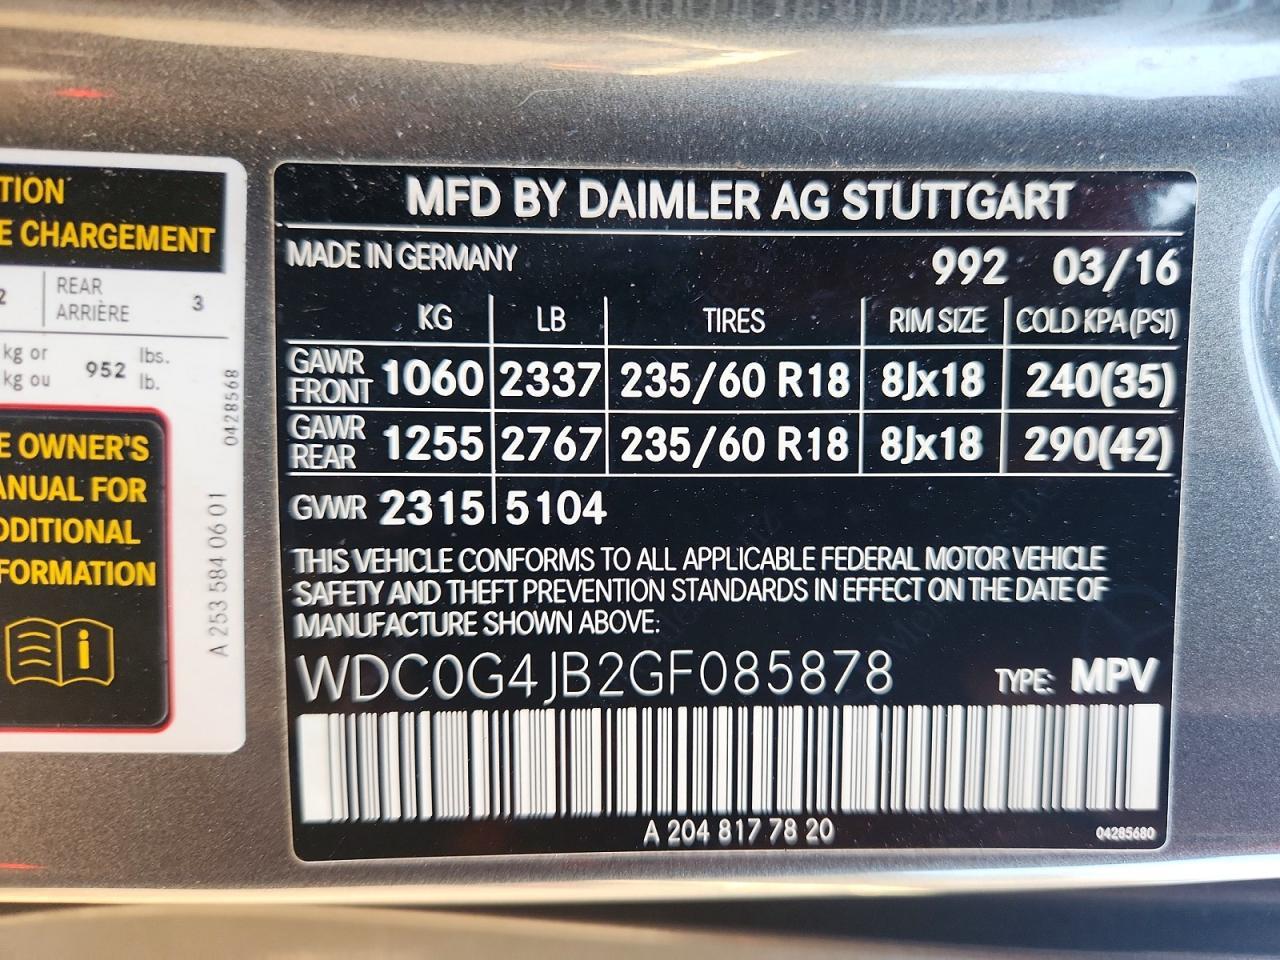 TION
E CHARGEMENT
2 REAR ARRIÈRE 3
kg or lbs.
kg ou 952 lb.
E OWNER'S
ANUAL FOR
DDITIONAL
FORMATION
i
A 253 584 06 01
0428568
MFD BY DAIMLER AG STUTTGART
MADE IN GERMANY 992 03/16
KG LB TIRES RIM SIZE COLD KPA(PSI)
GAWR FRONT 1060 2337 235/60 R18 8Jx18 240(35)
GAWR REAR 1255 2767 235/60 R18 8Jx18 290(42)
GVWR 2315 5104
THIS VEHICLE CONFORMS TO ALL APPLICABLE FEDERAL MOTOR VEHICLE
SAFETY AND THEFT PREVENTION STANDARDS IN EFFECT ON THE DATE OF
MANUFACTURE SHOWN ABOVE:
WDC0G4JB2GF085878 TYPE: MPV
A 204 817 78 20 04285680